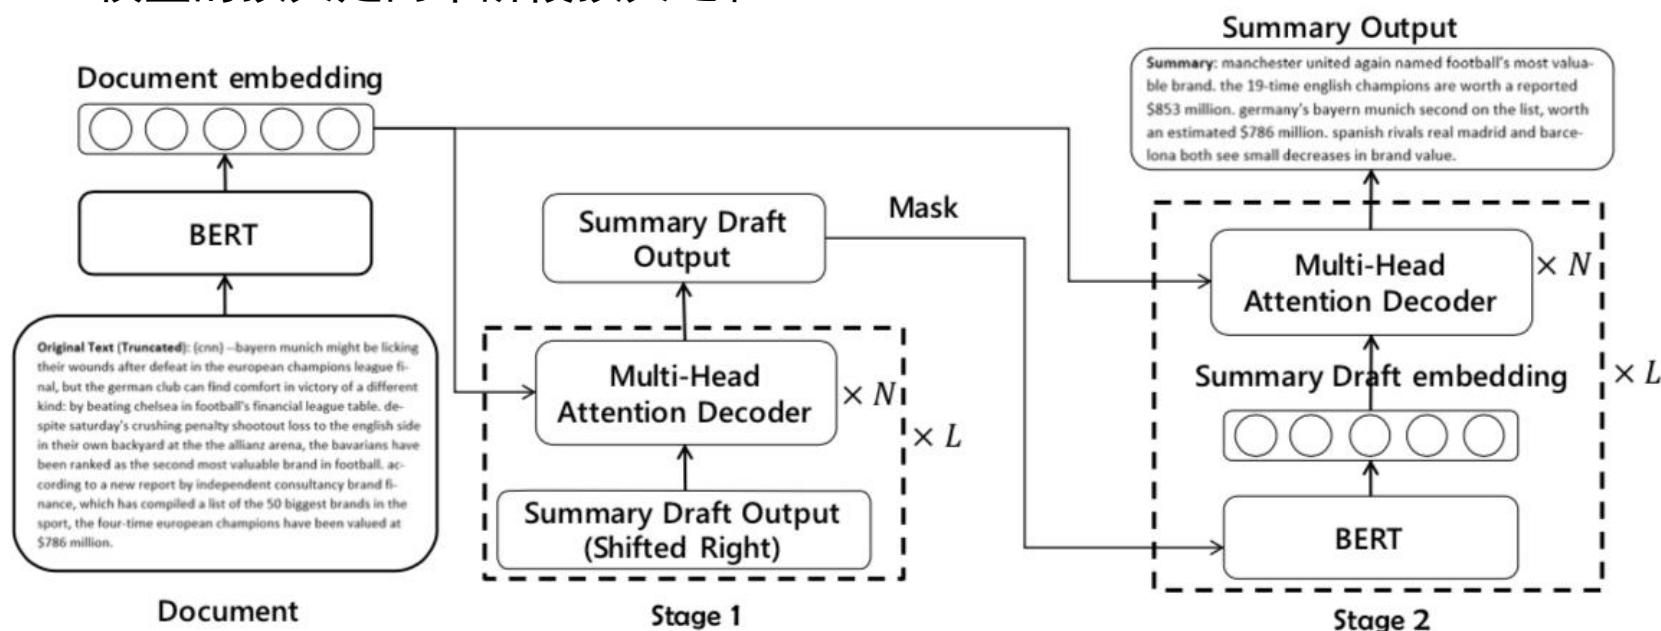 Document embedding
BERT
Original Text (Truncated): (cnn) --bayern munich might be licking
their wounds after defeat in the european champions league fi-
nal, but the german club can find comfort in victory of a different
kind: by beating chelsea in football's financial league table. de-
spite saturday's crushing penalty shootout loss to the english side
in their own backyard at the the allianz arena, the bavarians have
been ranked as the second most valuable brand in football. ac-
cording to a new report by independent consultancy brand fi-
nance, which has compiled a list of the 50 biggest brands in the
sport, the four-time european champions have been valued at
$786 million.
Document
Summary Draft
Output
Mask
Multi-Head
Attention Decoder
× N
× L
Summary Draft Output
(Shifted Right)
Stage 1
Summary Output
Summary: manchester united again named football's most valua-
ble brand. the 19-time english champions are worth a reported
$853 million. germany's bayern munich second on the list, worth
an estimated $786 million. spanish rivals real madrid and barce-
lona both see small decreases in brand value.
Multi-Head
Attention Decoder
× N
Summary Draft embedding
× L
BERT
Stage 2